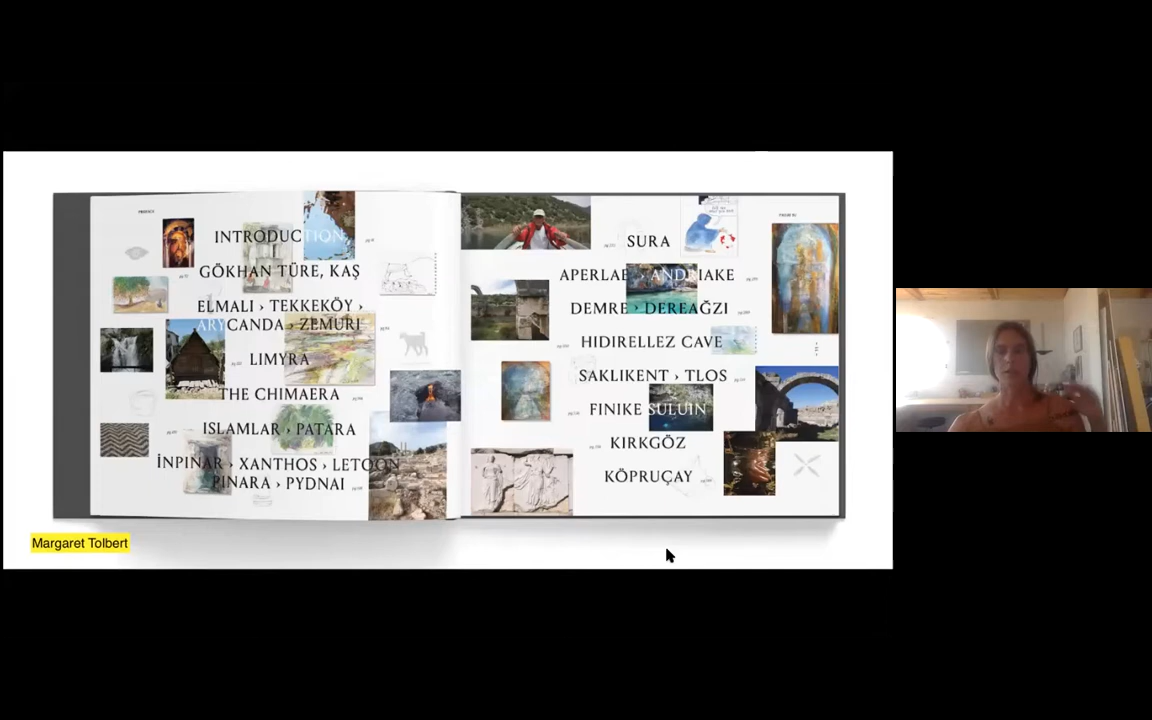 INTRODUCTION
GÖKHAN TÜRE, KAŞ
ELMALI › TEKKEKÖY ›
ARYCANDA › ZEMURI
LIMYRA
THE CHIMAERA
ISLAMLAR › PATARA
İNPINAR › XANTHOS › LETOON
PINARA › PYDNAI
SURA
APERLAE › ANDRIAKE
DEMRE › DEREAĞZI
HIDIRELLEZ CAVE
SAKLIKENT › TLOS
FINIKE SULUIN
KIRKGÖZ
KÖPRUÇAY
Margaret Tolbert